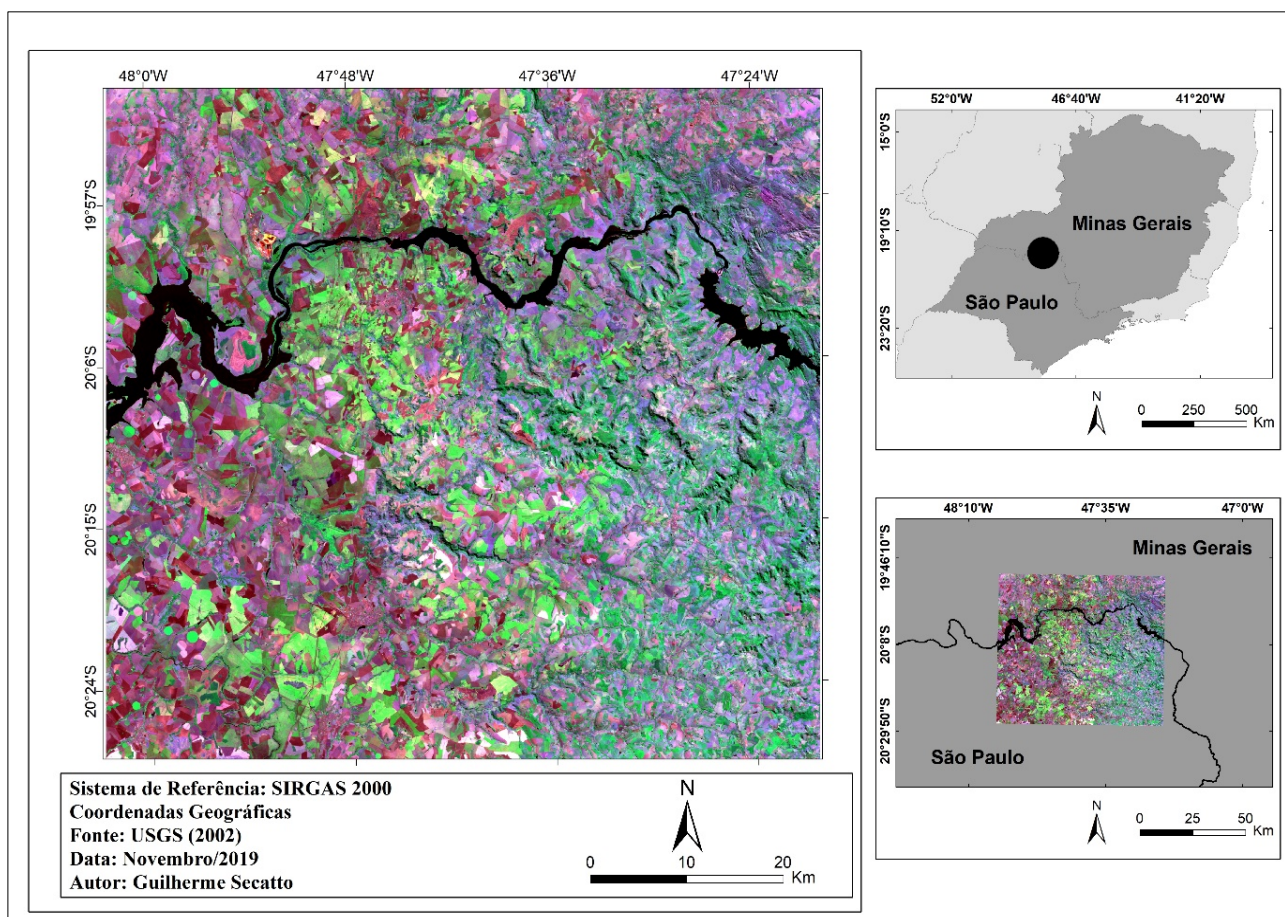 48°0'W 47°48'W 47°36'W 47°24'W
19°57'S
20°6'S
20°15'S
20°24'S
Sistema de Referência: SIRGAS 2000
Coordenadas Geográficas
Fonte: USGS (2002)
Data: Novembro/2019
Autor: Guilherme Secatto
N
0 10 20
Km
52°0'W 46°40'W 41°20'W
15°0'S
19°10'S
23°20'S
Minas Gerais
São Paulo
N
0 250 500
Km
48°10'W 47°35'W 47°0'W
19°46'10"S
20°8'S
20°29'50"S
Minas Gerais
São Paulo
N
0 25 50
Km